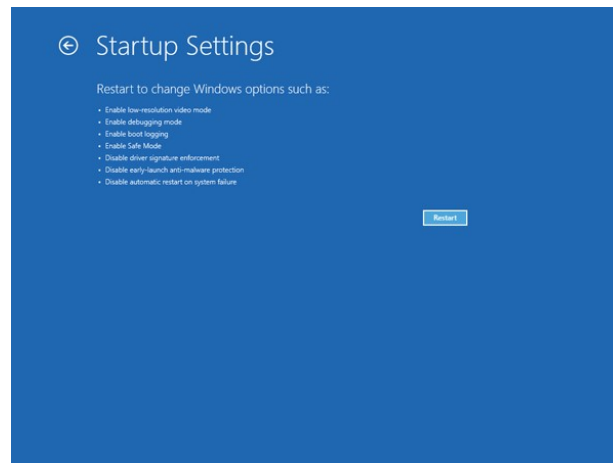 Startup Settings
Restart to change Windows options such as:
• Enable low-resolution video mode
• Enable debugging mode
• Enable boot logging
• Enable Safe Mode
• Disable driver signature enforcement
• Disable early-launch anti-malware protection
• Disable automatic restart on system failure
Restart